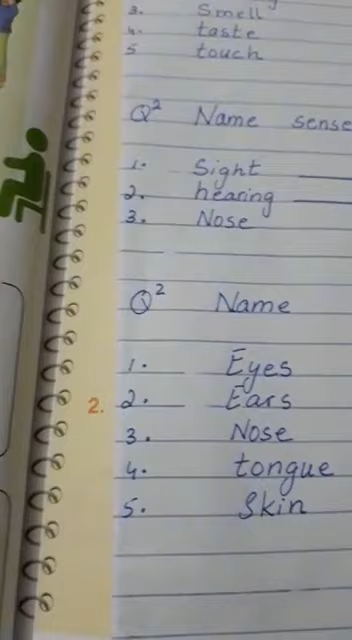 3. Smell
4. taste
5 touch
Q2 Name sense
1. Sight
2. hearing
3. Nose
Q2 Name
1. Eyes
2. 2. Ears
3. Nose
4. tongue
5. Skin